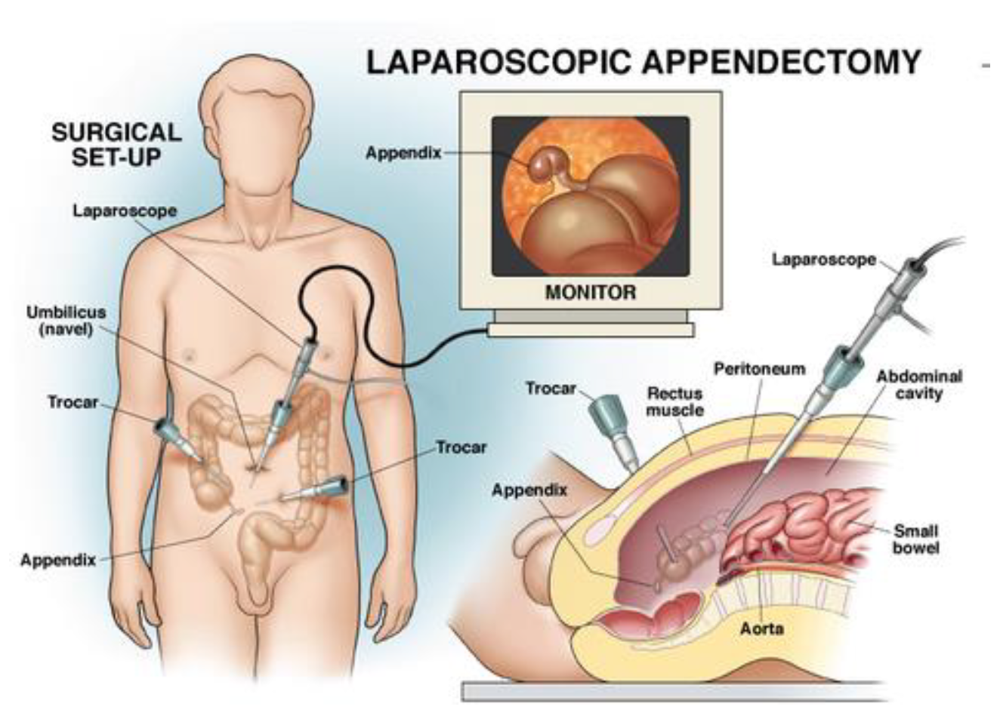 LAPAROSCOPIC APPENDECTOMY
SURGICAL
SET-UP
Laparoscope
Umbilicus
(navel)
Trocar
Trocar
Appendix
Appendix
MONITOR
Laparoscope
Trocar
Rectus
muscle
Peritoneum
Abdominal
cavity
Appendix
Small
bowel
Aorta